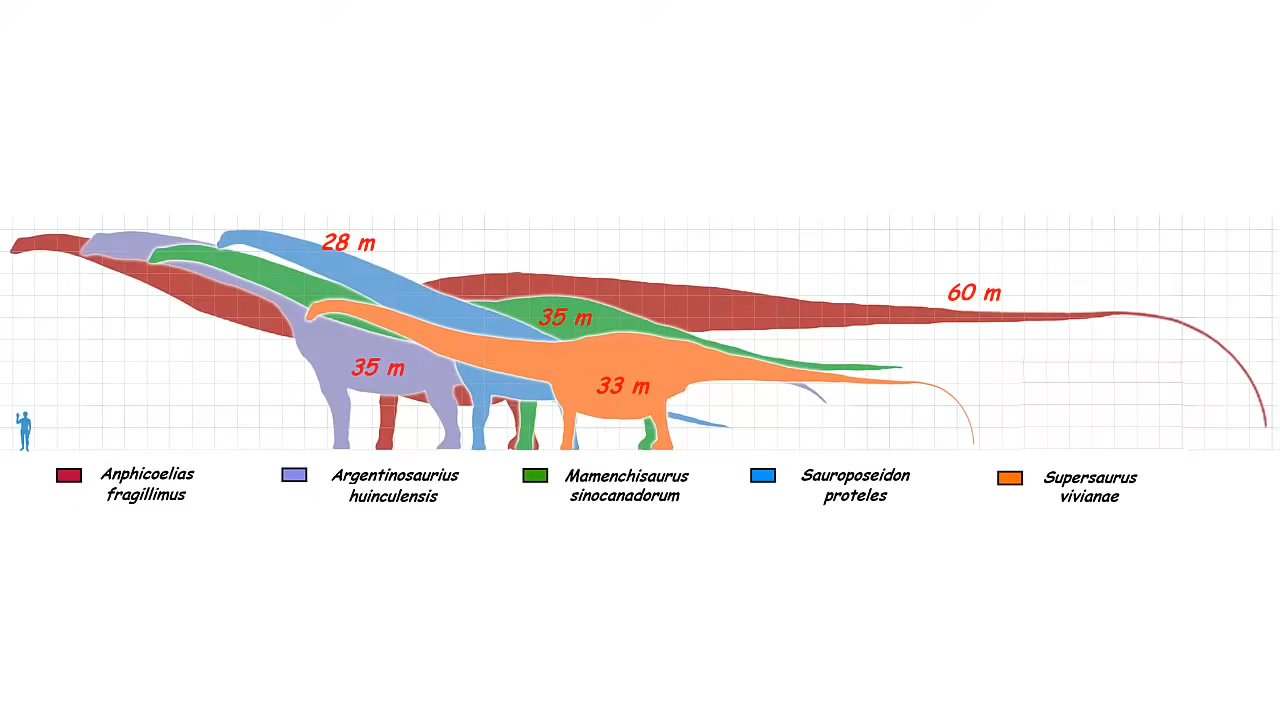 28 m
60 m
35 m
35 m
33 m
Anphicoelias
fragillimus
Argentinosaurius
huinculensis
Mamenchisaurus
sinocanadorum
Sauroposeidon
proteles
Supersaurus
vivianae